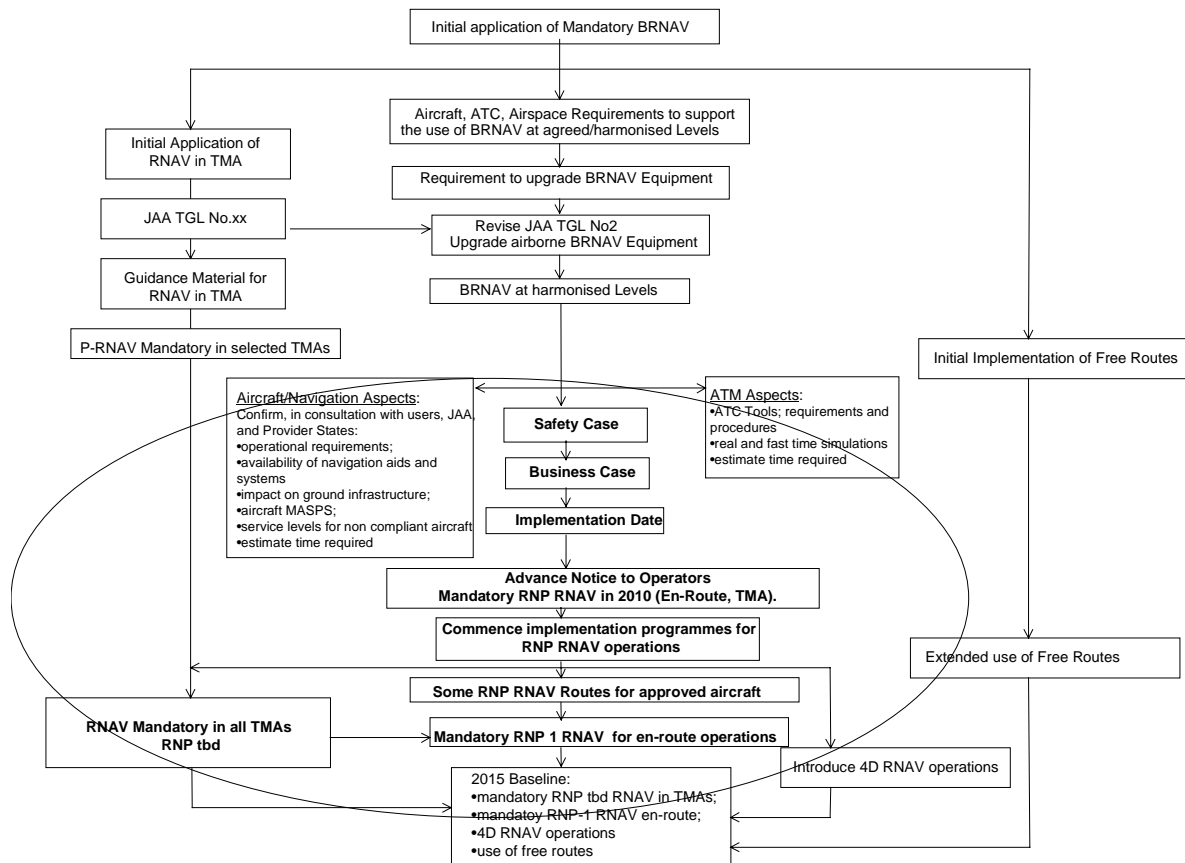 Initial application of Mandatory BRNAV
Aircraft, ATC, Airspace Requirements to support
the use of BRNAV at agreed/harmonised Levels
Initial Application of
RNAV in TMA
Requirement to upgrade BRNAV Equipment
JAA TGL No.xx
Revise JAA TGL No2
Upgrade airborne BRNAV Equipment
Guidance Material for
RNAV in TMA
BRNAV at harmonised Levels
P-RNAV Mandatory in selected TMAs
Initial Implementation of Free Routes
Aircraft/Navigation Aspects:
Confirm, in consultation with users, JAA,
and Provider States:
•operational requirements;
•availability of navigation aids and
systems
•impact on ground infrastructure;
•aircraft MASPS;
•service levels for non compliant aircraft
•estimate time required
ATM Aspects:
•ATC Tools; requirements and
procedures
•real and fast time simulations
•estimate time required
Safety Case
Business Case
Implementation Date
Advance Notice to Operators
Mandatory RNP RNAV in 2010 (En-Route, TMA).
Commence implementation programmes for
RNP RNAV operations
Extended use of Free Routes
Some RNP RNAV Routes for approved aircraft
RNAV Mandatory in all TMAs
RNP tbd
Mandatory RNP 1 RNAV for en-route operations
Introduce 4D RNAV operations
2015 Baseline:
•mandatory RNP tbd RNAV in TMAs;
•mandatoy RNP-1 RNAV en-route;
•4D RNAV operations
•use of free routes